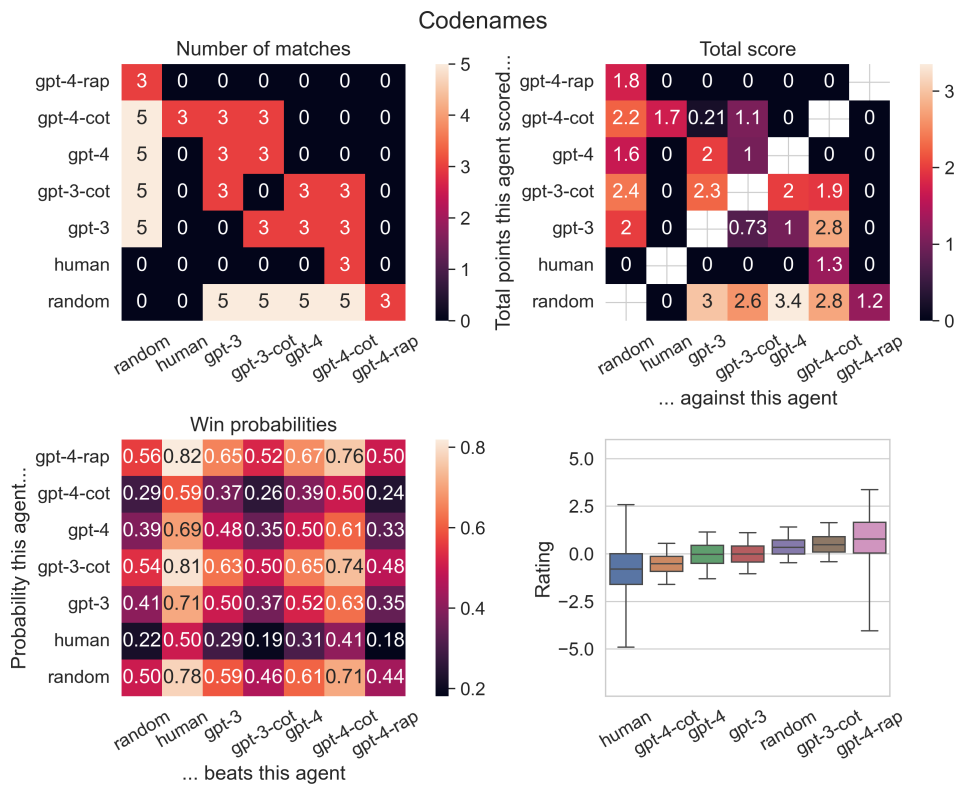 Codenames
Number of matches
gpt-4-rap 3 0 0 0 0 0 0
gpt-4-cot 5 3 3 3 0 0 0
gpt-4 5 0 3 3 0 0 0
gpt-3-cot 5 0 3 0 3 3 0
gpt-3 5 0 0 3 3 3 0
human 0 0 0 0 0 3 0
random 0 0 5 5 5 5 3
random human gpt-3 gpt-3-cot gpt-4 gpt-4-cot gpt-4-rap
5
4
3
2
1
0
Total score
Total points this agent scored...
gpt-4-rap 1.8 0 0 0 0 0
gpt-4-cot 2.2 1.7 0.21 1.1 0 0
gpt-4 1.6 0 2 1 0 0
gpt-3-cot 2.4 0 2.3 2 1.9 0
gpt-3 2 0 0.73 1 2.8 0
human 0 0 0 0 1.3 0
random 0 3 2.6 3.4 2.8 1.2
random human gpt-3 gpt-3-cot gpt-4 gpt-4-cot gpt-4-rap
... against this agent
3
2
1
0
Win probabilities
Probability this agent...
gpt-4-rap 0.56 0.82 0.65 0.52 0.67 0.76 0.50
gpt-4-cot 0.29 0.59 0.37 0.26 0.39 0.50 0.24
gpt-4 0.39 0.69 0.48 0.35 0.50 0.61 0.33
gpt-3-cot 0.54 0.81 0.63 0.50 0.65 0.74 0.48
gpt-3 0.41 0.71 0.50 0.37 0.52 0.63 0.35
human 0.22 0.50 0.29 0.19 0.31 0.41 0.18
random 0.50 0.78 0.59 0.46 0.61 0.71 0.44
random human gpt-3 gpt-3-cot gpt-4 gpt-4-cot gpt-4-rap
... beats this agent
0.8
0.6
0.4
0.2
Rating
5.0
2.5
0.0
−2.5
−5.0
human gpt-4-cot gpt-4 gpt-3 random gpt-3-cot gpt-4-rap